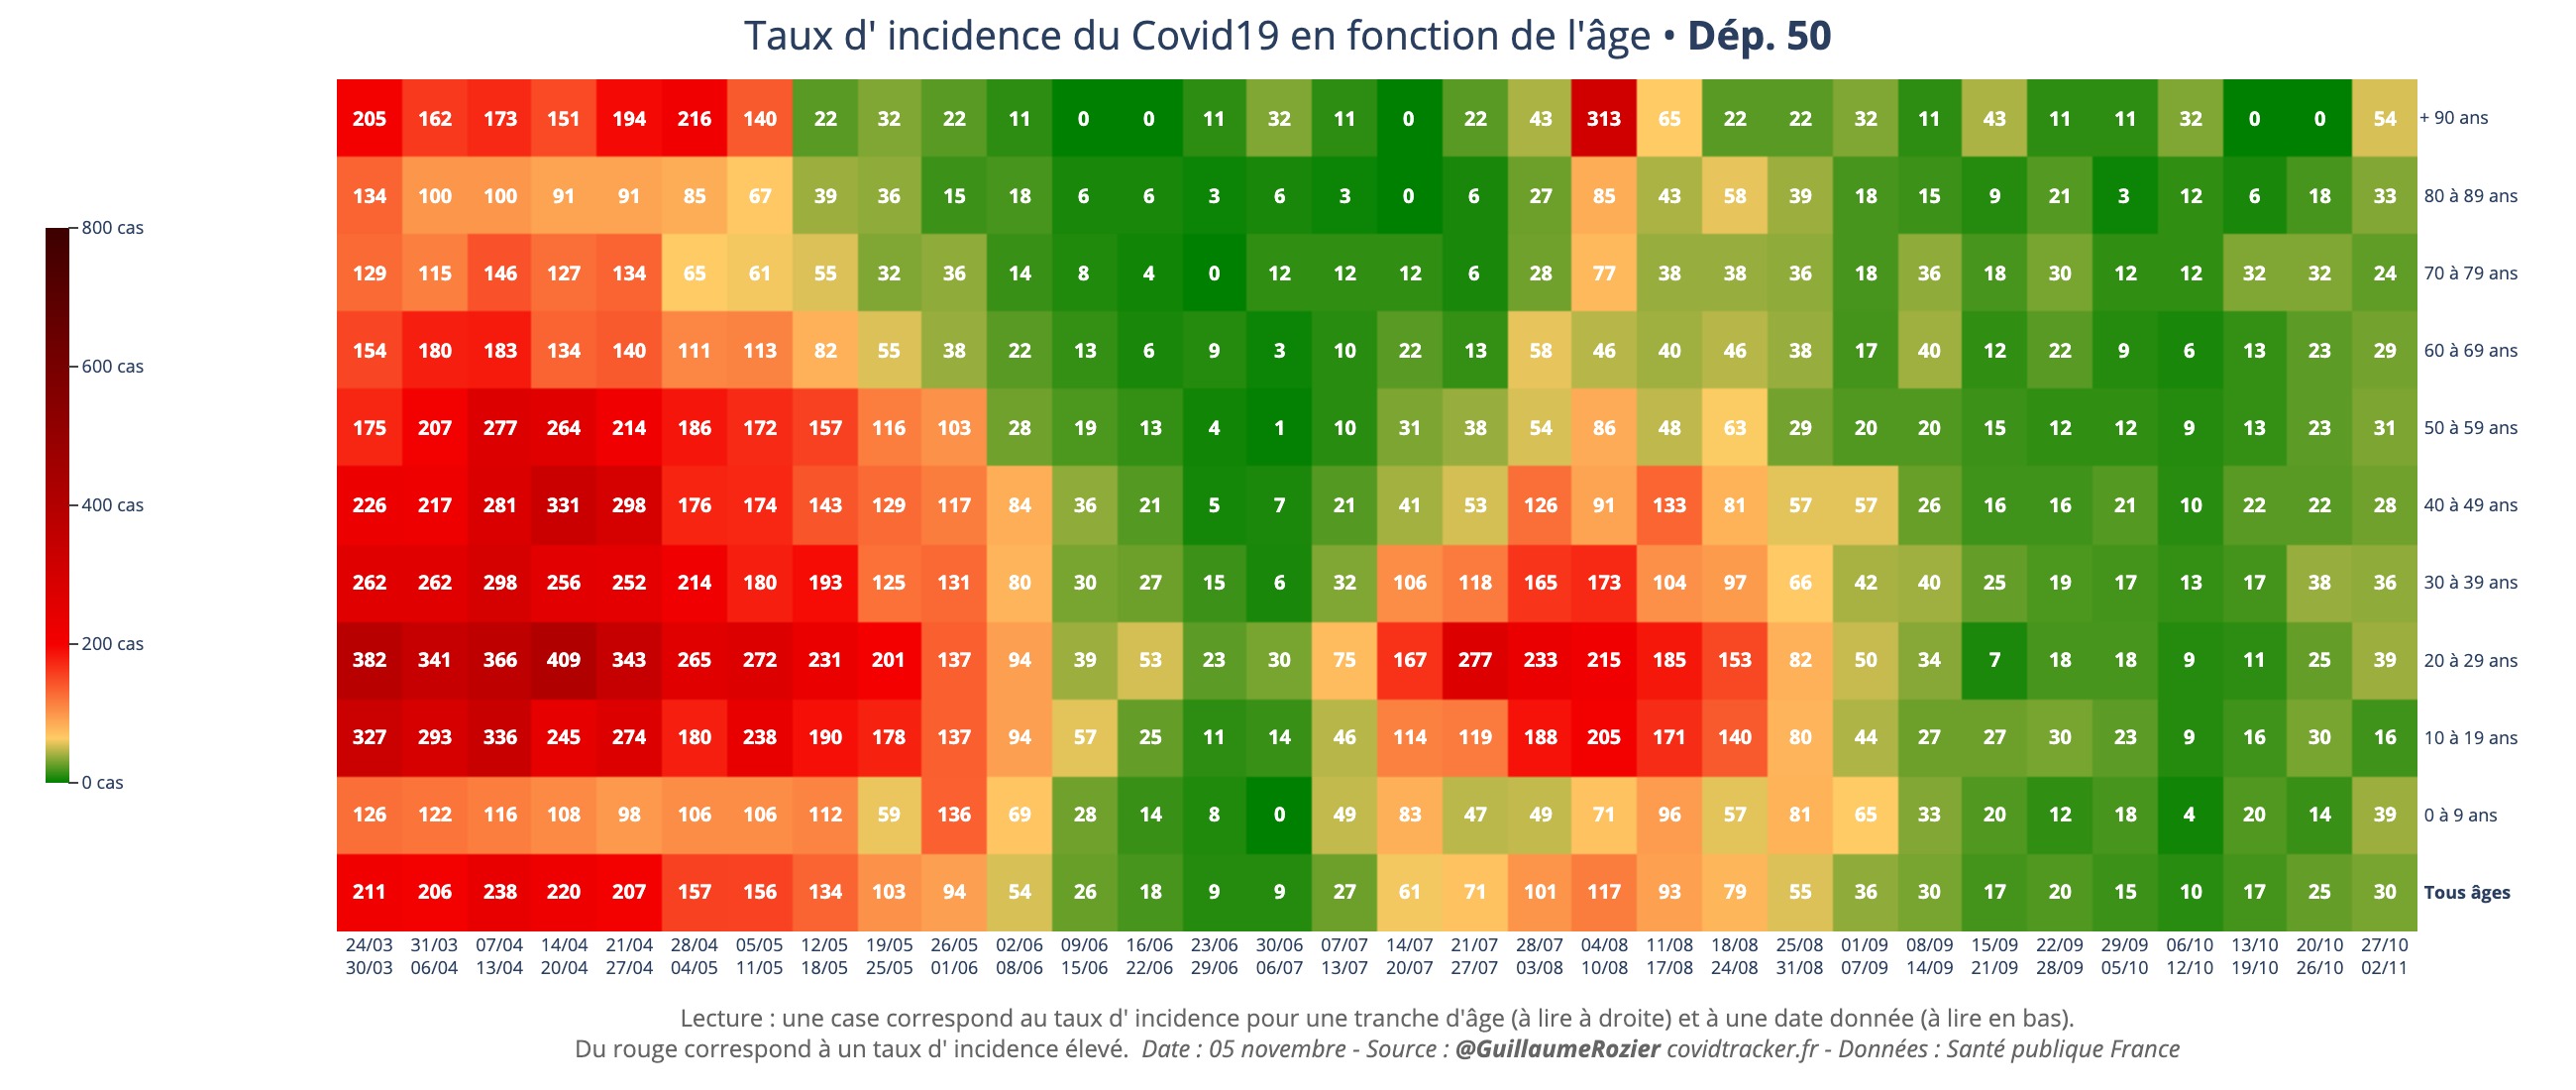 Taux d' incidence du Covid19 en fonction de l'âge • Dép. 50
800 cas
600 cas
400 cas
200 cas
0 cas
205 162 173 151 194 216 140 22 32 22 11 0 0 11 32 11 0 22 43 313 65 22 22 32 11 43 11 11 32 0 0 54 + 90 ans
134 100 100 91 91 85 67 39 36 15 18 6 6 3 6 3 0 6 27 85 43 58 39 18 15 9 21 3 12 6 18 33 80 à 89 ans
129 115 146 127 134 65 61 55 32 36 14 8 4 0 12 12 12 6 28 77 38 38 36 18 36 18 30 12 12 32 32 24 70 à 79 ans
154 180 183 134 140 111 113 82 55 38 22 13 6 9 3 10 22 13 58 46 40 46 38 17 40 12 22 9 6 13 23 29 60 à 69 ans
175 207 277 264 214 186 172 157 116 103 28 19 13 4 1 10 31 38 54 86 48 63 29 20 20 15 12 12 9 13 23 31 50 à 59 ans
226 217 281 331 298 176 174 143 129 117 84 36 21 5 7 21 41 53 126 91 133 81 57 57 26 16 16 21 10 22 22 28 40 à 49 ans
262 262 298 256 252 214 180 193 125 131 80 30 27 15 6 32 106 118 165 173 104 97 66 42 40 25 19 17 13 17 38 36 30 à 39 ans
382 341 366 409 343 265 272 231 201 137 94 39 53 23 30 75 167 277 233 215 185 153 82 50 34 7 18 18 9 11 25 39 20 à 29 ans
327 293 336 245 274 180 238 190 178 137 94 57 25 11 14 46 114 119 188 205 171 140 80 44 27 27 30 23 9 16 30 16 10 à 19 ans
126 122 116 108 98 106 106 112 59 136 69 28 14 8 0 49 83 47 49 71 96 57 81 65 33 20 12 18 4 20 14 39 0 à 9 ans
211 206 238 220 207 157 156 134 103 94 54 26 18 9 9 27 61 71 101 117 93 79 55 36 30 17 20 15 10 17 25 30 Tous âges
24/03 31/03 07/04 14/04 21/04 28/04 05/05 12/05 19/05 26/05 02/06 09/06 16/06 23/06 30/06 07/07 14/07 21/07 28/07 04/08 11/08 18/08 25/08 01/09 08/09 15/09 22/09 29/09 06/10 13/10 20/10 27/10
30/03 06/04 13/04 20/04 27/04 04/05 11/05 18/05 25/05 01/06 08/06 15/06 22/06 29/06 06/07 13/07 20/07 27/07 03/08 10/08 17/08 24/08 31/08 07/09 14/09 21/09 28/09 05/10 12/10 19/10 26/10 02/11
Lecture : une case correspond au taux d' incidence pour une tranche d'âge (à lire à droite) et à une date donnée (à lire en bas).
Du rouge correspond à un taux d' incidence élevé. Date : 05 novembre - Source : @GuillaumeRozier covidtracker.fr - Données : Santé publique France